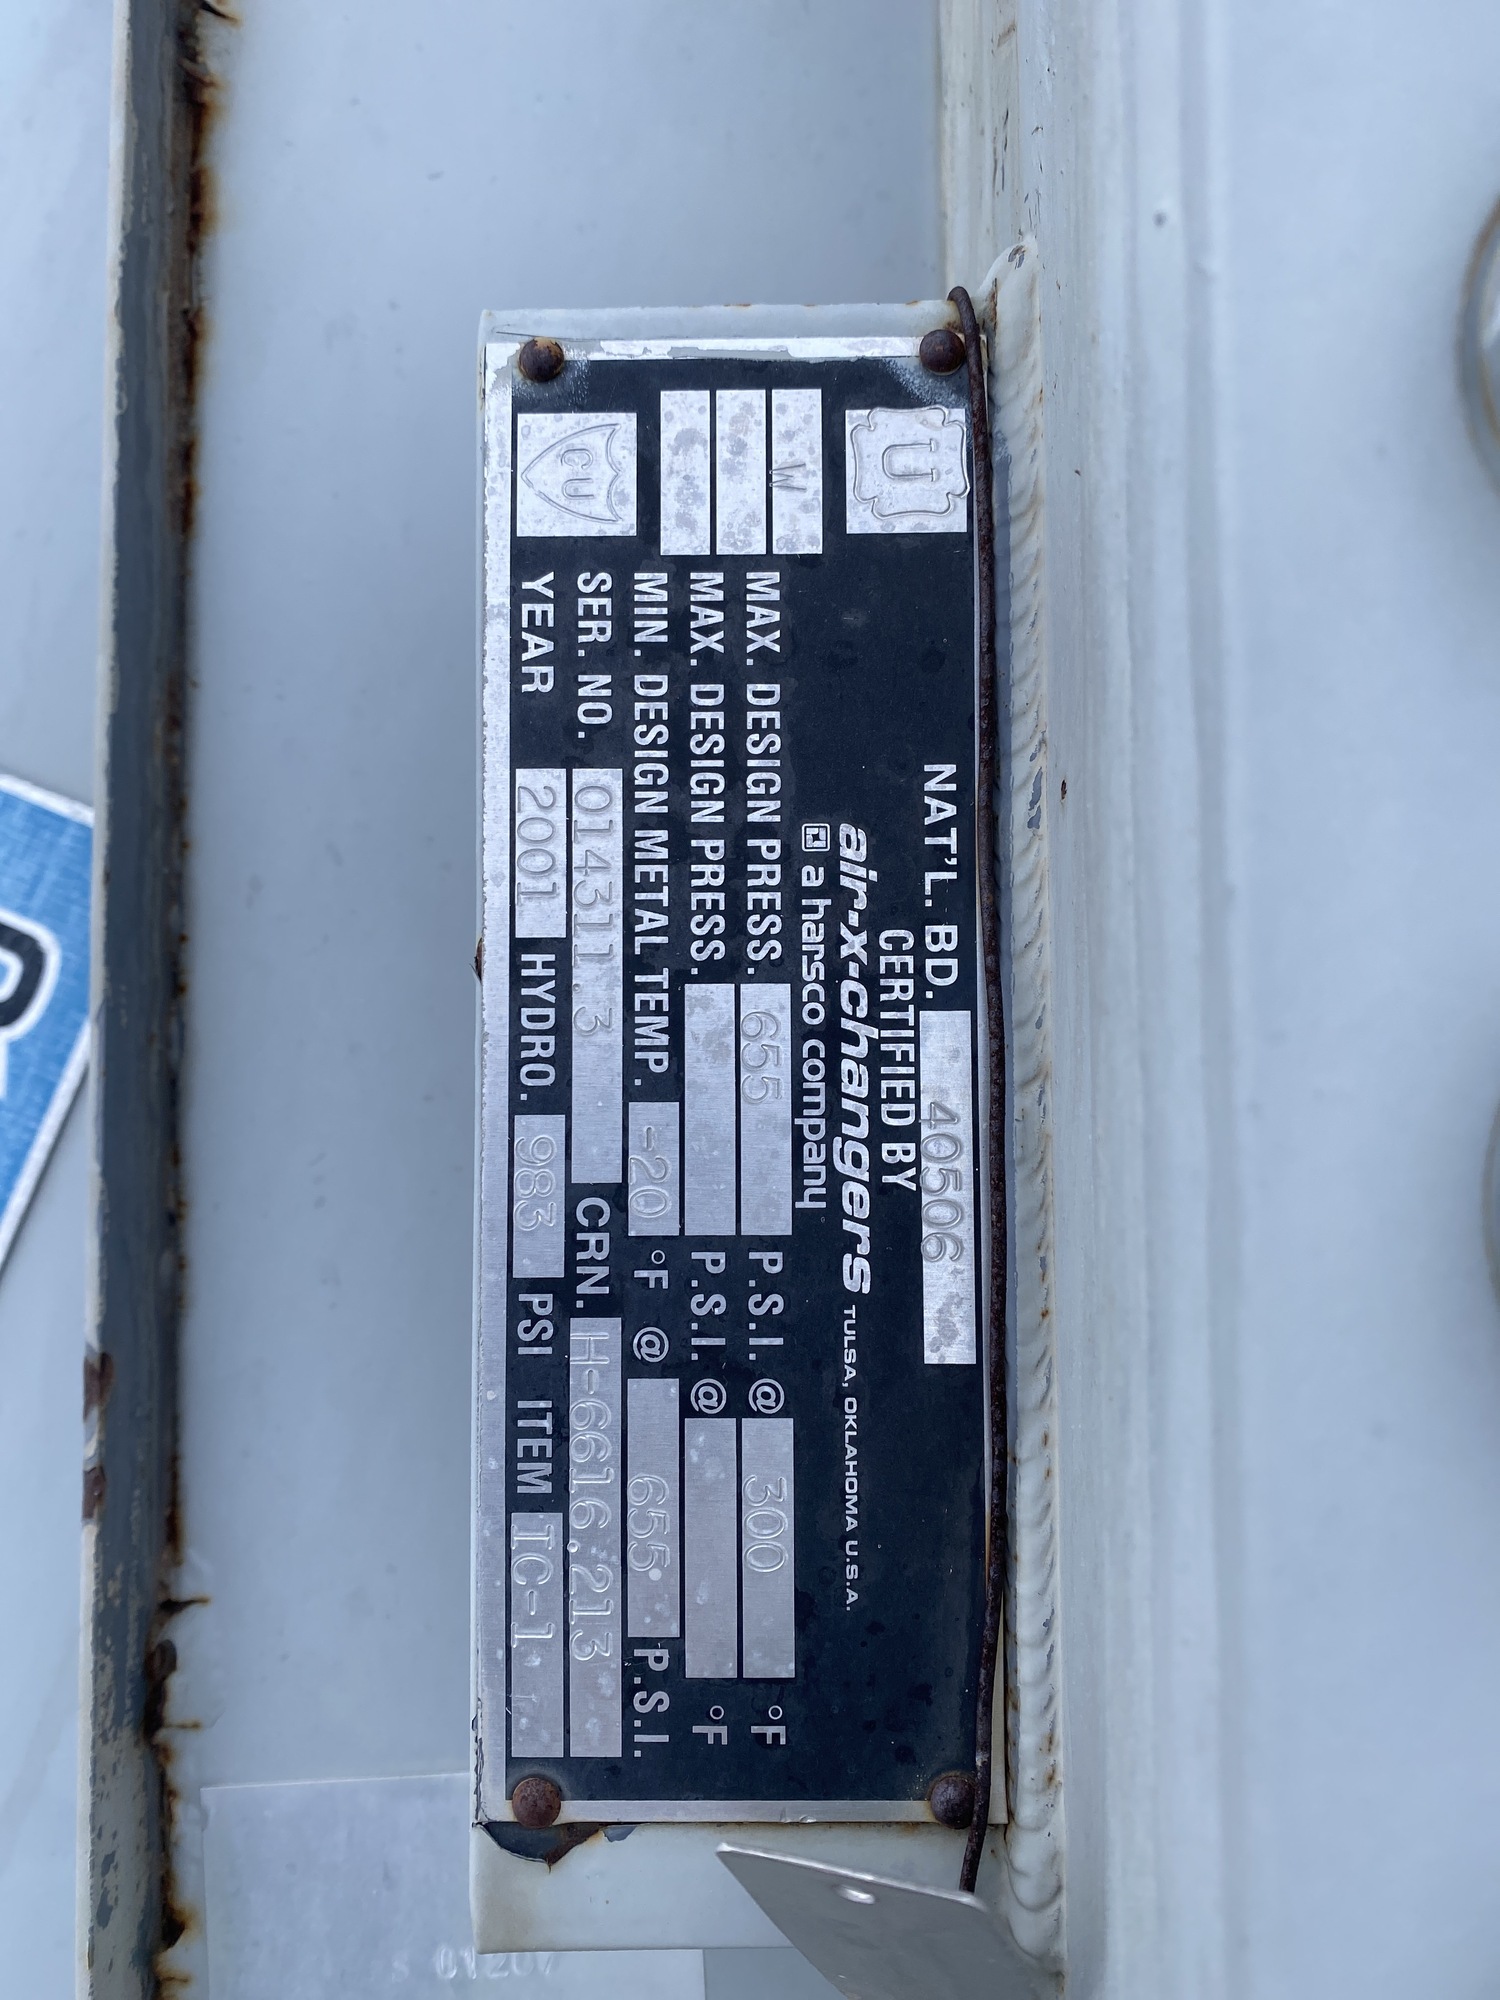 U
NAT'L. BD. 40506
CERTIFIED BY
air-x-changers TULSA, OKLAHOMA U.S.A.
a harsco company
W
MAX. DESIGN PRESS. 655 P.S.I. @ 300 °F
MAX. DESIGN PRESS. P.S.I. @ °F
MIN. DESIGN METAL TEMP. -20 °F @ 655 P.S.I.
CU
SER. NO. 014311.3 CRN. H-6616.213
YEAR 2001 HYDRO. 983 PSI ITEM IC-1